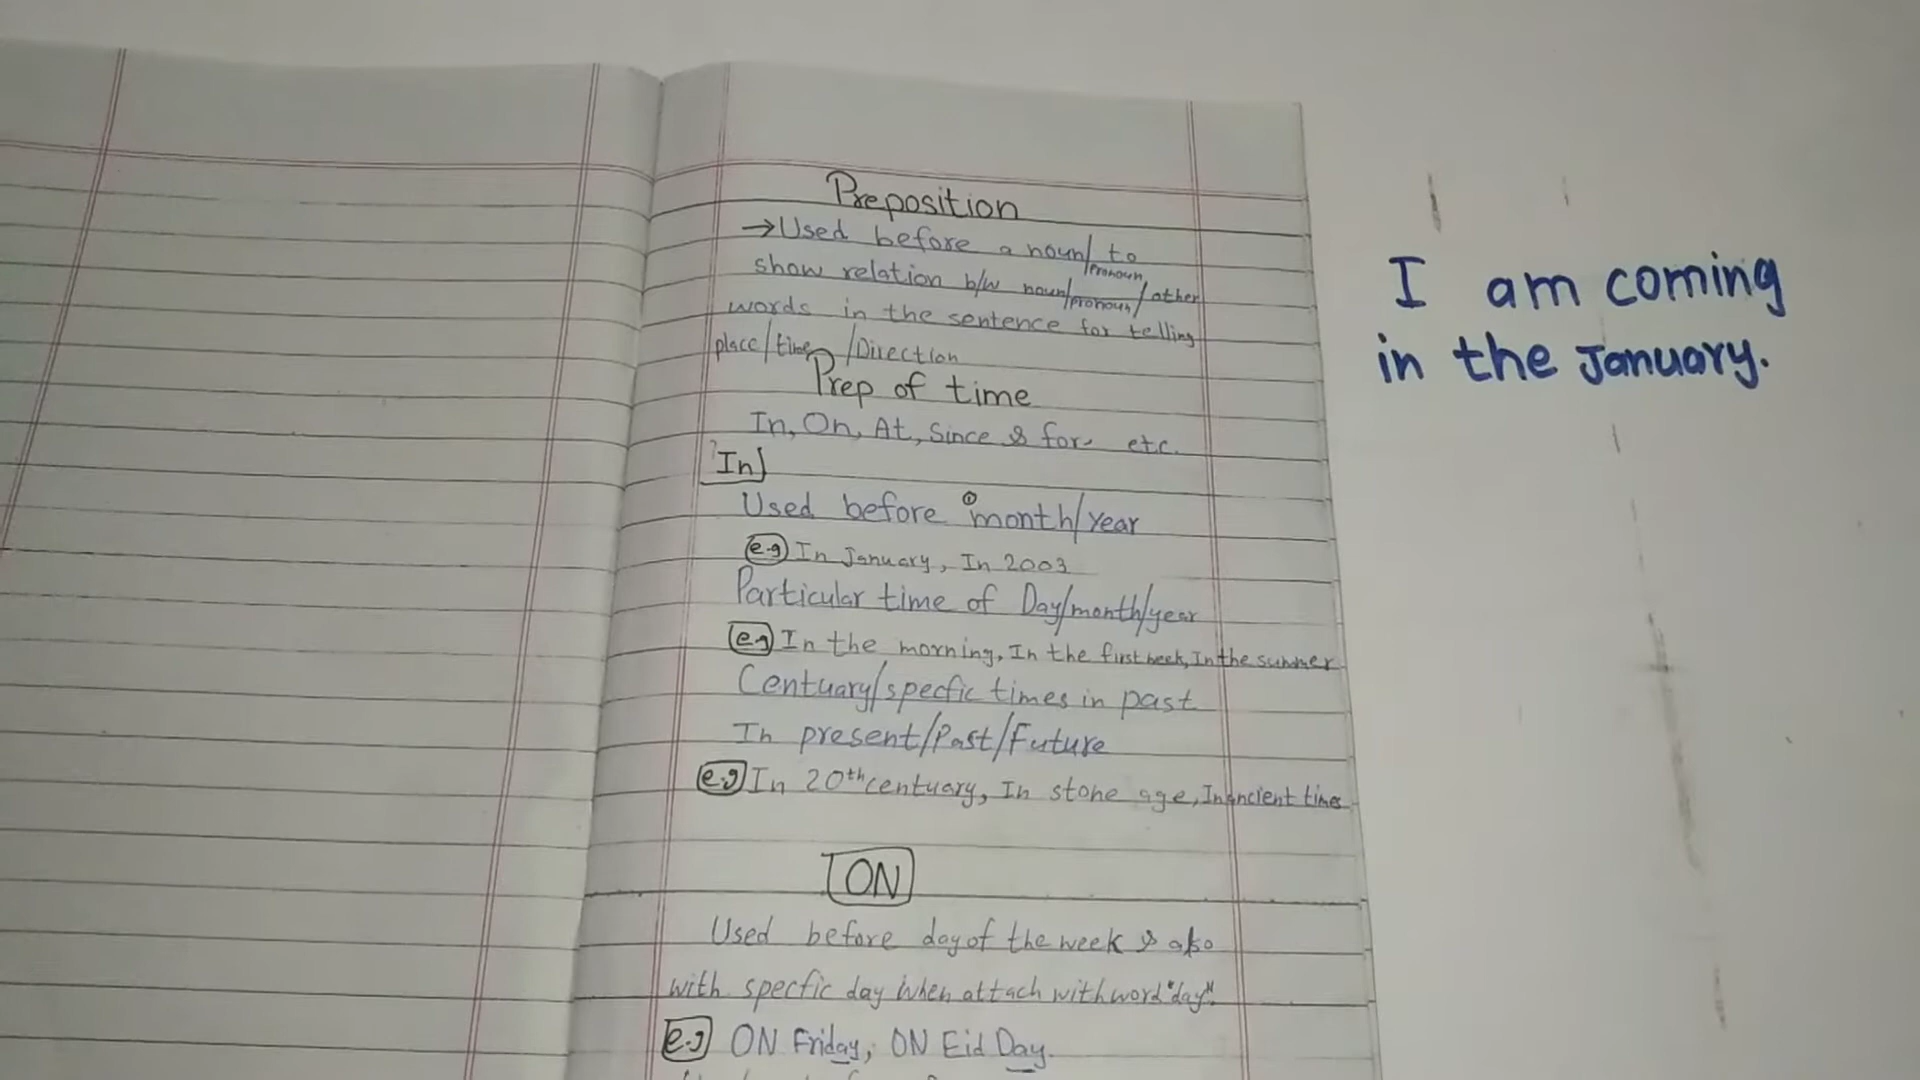 Preposition
→ Used before a noun/pronoun to
show relation b/w noun/pronoun/other
words in the sentence for telling
place/time/Direction
Prep of time
In, On, At, Since & for etc.
In
Used before ① month/year
e.g In January, In 2003
Particular time of Day/month/year
e.g In the morning, In the first week, In the summer
Centuary/specfic times in past
In present/Past/Future
e.g In 20th centuary, In stone age, In ancient times
ON
Used before day of the week & also
with specfic day when attach with word "day".
e.g ON Friday, ON Eid Day.
I am coming
in the January.